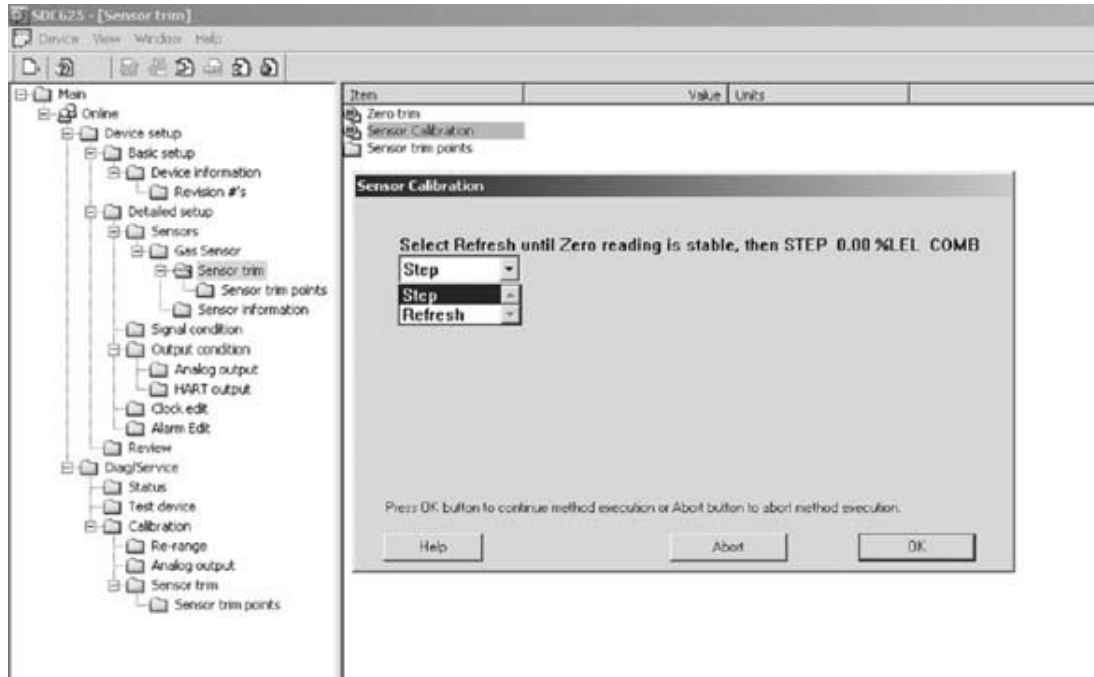 SDC625 - [Sensor trim]
Device View Window Help
Main
Online
Device setup
Basic setup
Device information
Revision #'s
Detailed setup
Sensors
Gas Sensor
Sensor trim
Sensor trim points
Sensor information
Signal condition
Output condition
Analog output
HART output
Clock edit
Alarm Edit
Review
Diag/Service
Status
Test device
Calibration
Re-range
Analog output
Sensor trim
Sensor trim points
Item Value Units
Zero trim
Sensor Calibration
Sensor trim points
Sensor Calibration
Select Refresh until Zero reading is stable, then STEP 0.00 %LEL COMB
Step
Step
Refresh
Press OK button to continue method execution or Abort button to abort method execution.
Help Abort OK